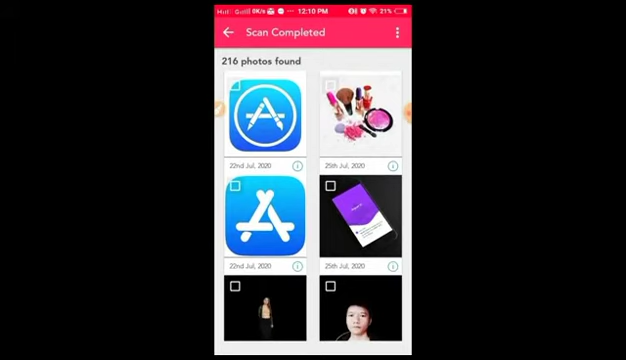 12:10 PM
21%
Scan Completed
216 photos found
22nd Jul, 2020
25th Jul, 2020
22nd Jul, 2020
25th Jul, 2020